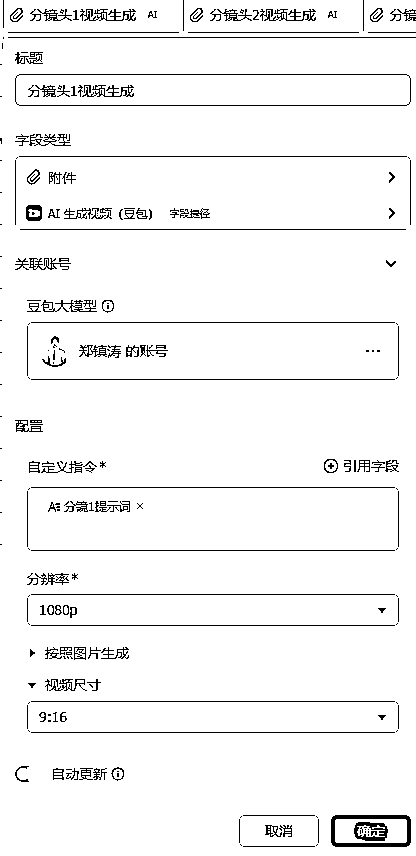 分镜头1视频生成 AI 分镜头2视频生成 AI 分镜
标题
分镜头1视频生成
字段类型
附件
AI 生成视频（豆包） 字段捷径
关联账号
豆包大模型
郑镇涛 的账号
配置
自定义指令* 引用字段
分镜1提示词 ×
分辨率*
1080p
按照图片生成
视频尺寸
9:16
自动更新
取消 确定